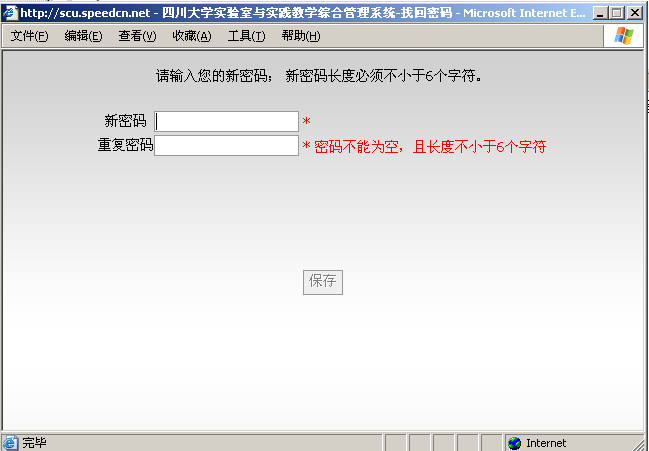 http://scu.speedcn.net - 四川大学实验室与实践教学综合管理系统-找回密码 - Microsoft Internet E...
文件(F) 编辑(E) 查看(V) 收藏(A) 工具(T) 帮助(H)
请输入您的新密码； 新密码长度必须不小于6个字符。
新密码 *
重复密码 * 密码不能为空，且长度不小于6个字符
保存
完毕 Internet